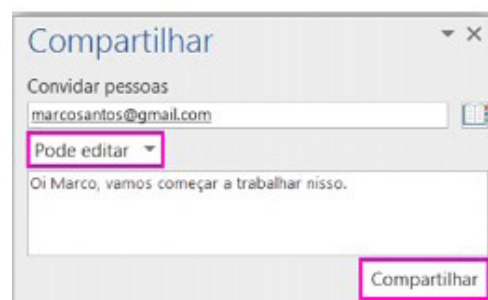 Compartilhar
Convidar pessoas
marcosantos@gmail.com
Pode editar
Oi Marco, vamos começar a trabalhar nisso.
Compartilhar